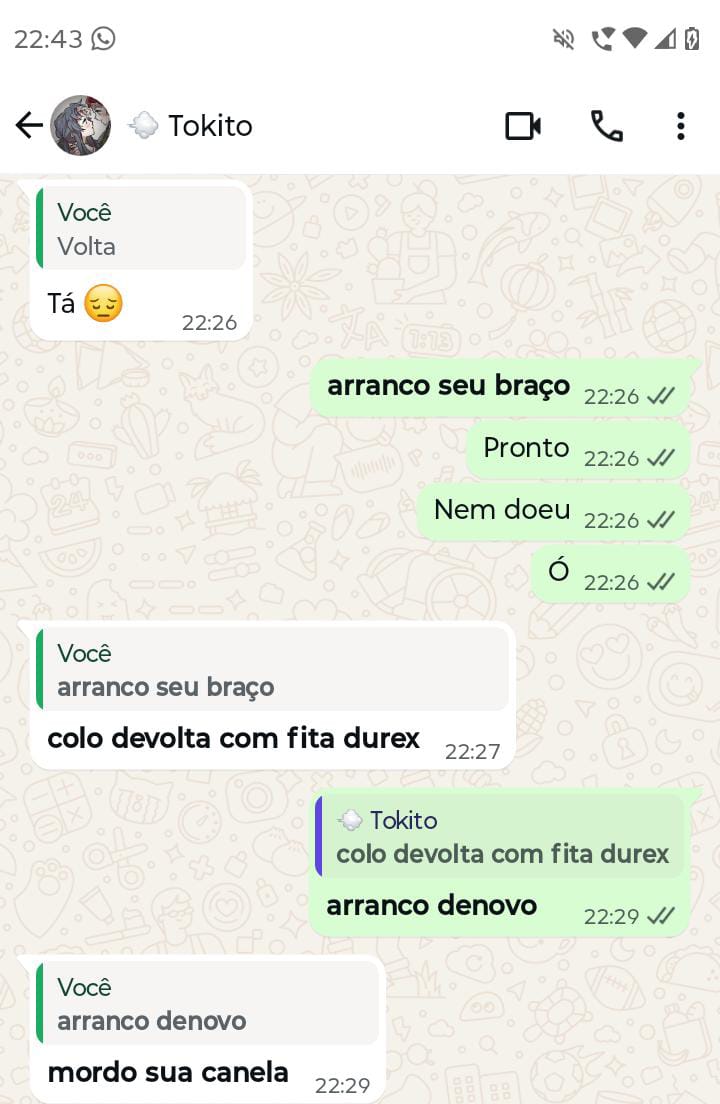 22:43
💨 Tokito
Você
Volta
Tá 😔
22:26
arranco seu braço 22:26
Pronto 22:26
Nem doeu 22:26
Ó 22:26
Você
arranco seu braço
colo devolta com fita durex 22:27
💨 Tokito
colo devolta com fita durex
arranco denovo 22:29
Você
arranco denovo
mordo sua canela 22:29